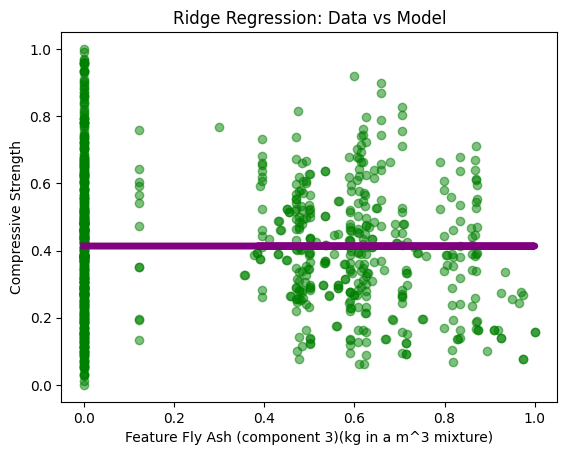 Ridge Regression: Data vs Model
Compressive Strength
1.0
0.8
0.6
0.4
0.2
0.0
0.0 0.2 0.4 0.6 0.8 1.0
Feature Fly Ash (component 3)(kg in a m^3 mixture)